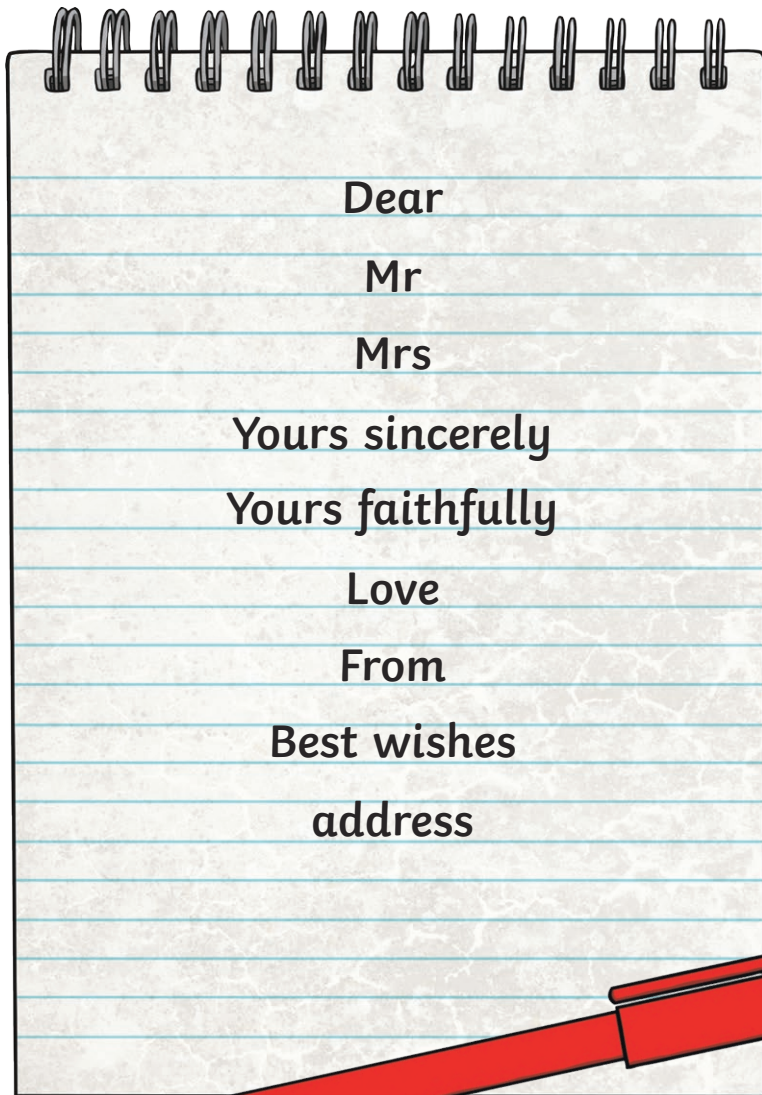 Dear
Mr
Mrs
Yours sincerely
Yours faithfully
Love
From
Best wishes
address